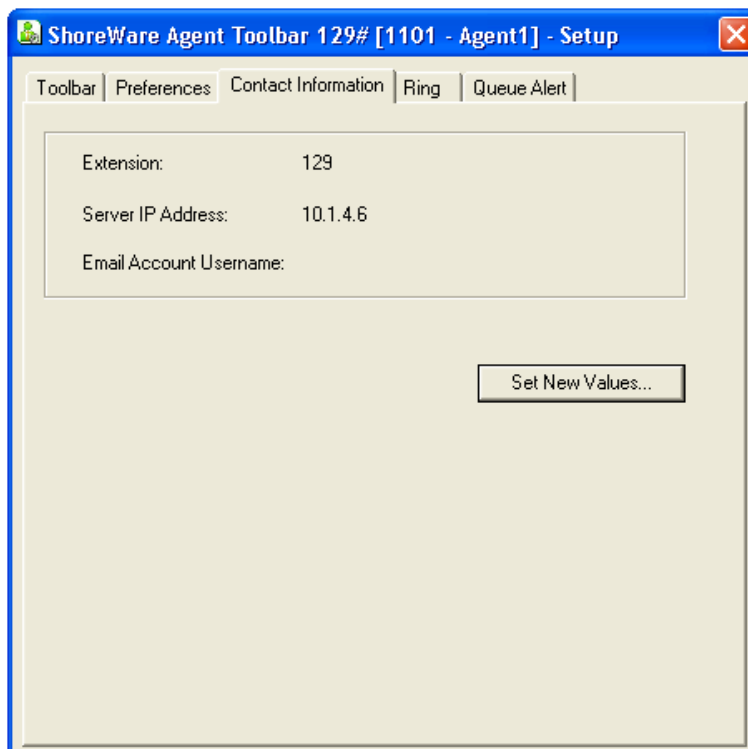 ShoreWare Agent Toolbar 129# [1101 - Agent1] - Setup
Toolbar Preferences Contact Information Ring Queue Alert
Extension: 129
Server IP Address: 10.1.4.6
Email Account Username:
Set New Values...